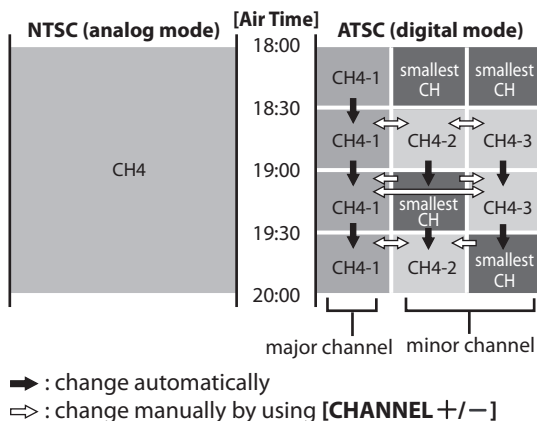 NTSC (analog mode) [Air Time] ATSC (digital mode)
18:00
CH4-1 smallest CH smallest CH
18:30
CH4-1 CH4-2 CH4-3
CH4
19:00
CH4-1 smallest CH CH4-3
19:30
CH4-1 CH4-2 smallest CH
20:00
major channel minor channel
➡ : change automatically
⇨ : change manually by using [CHANNEL +/−]